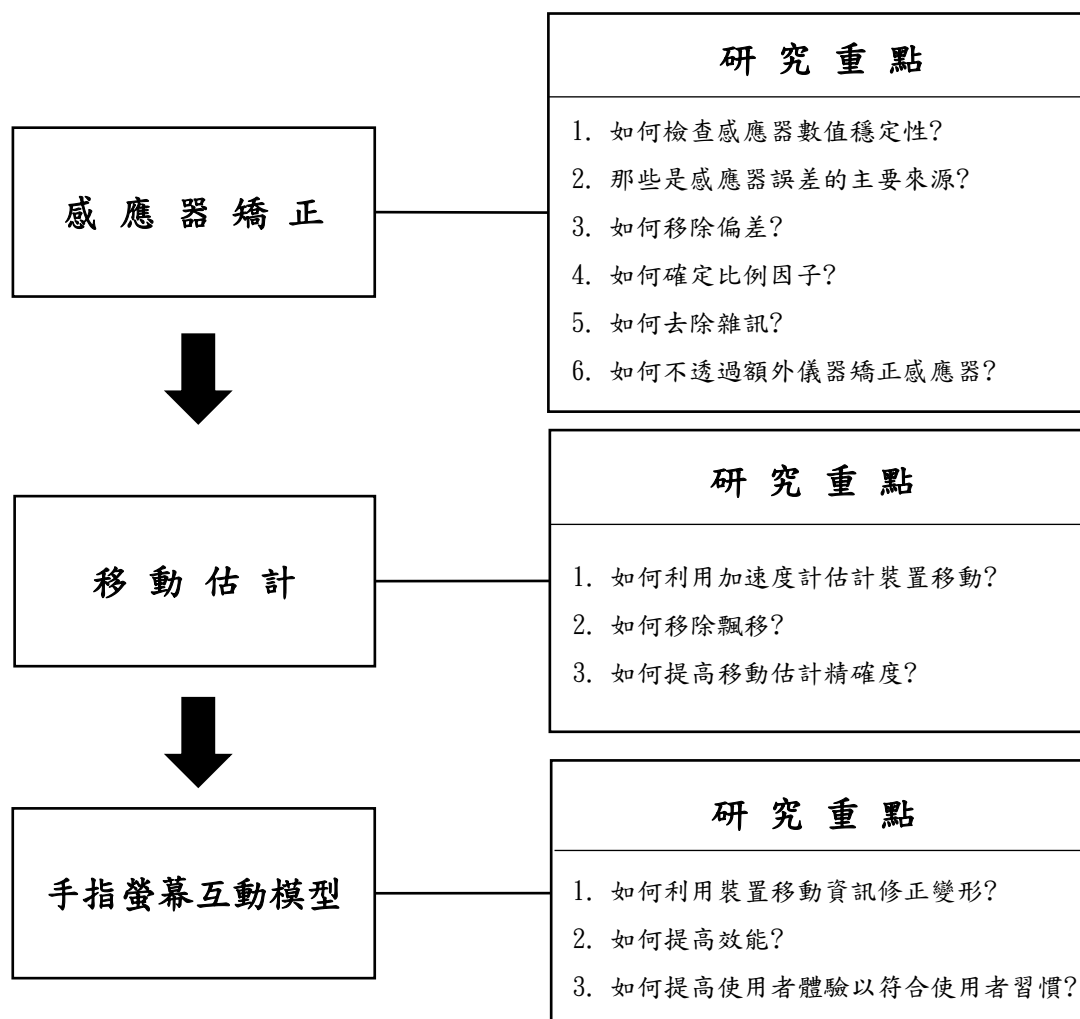 感應器矯正
研究重點
1. 如何檢查感應器數值穩定性?
2. 那些是感應器誤差的主要來源?
3. 如何移除偏差?
4. 如何確定比例因子?
5. 如何去除雜訊?
6. 如何不透過額外儀器矯正感應器?
移動估計
研究重點
1. 如何利用加速度計估計裝置移動?
2. 如何移除飄移?
3. 如何提高移動估計精確度?
手指螢幕互動模型
研究重點
1. 如何利用裝置移動資訊修正變形?
2. 如何提高效能?
3. 如何提高使用者體驗以符合使用者習慣?